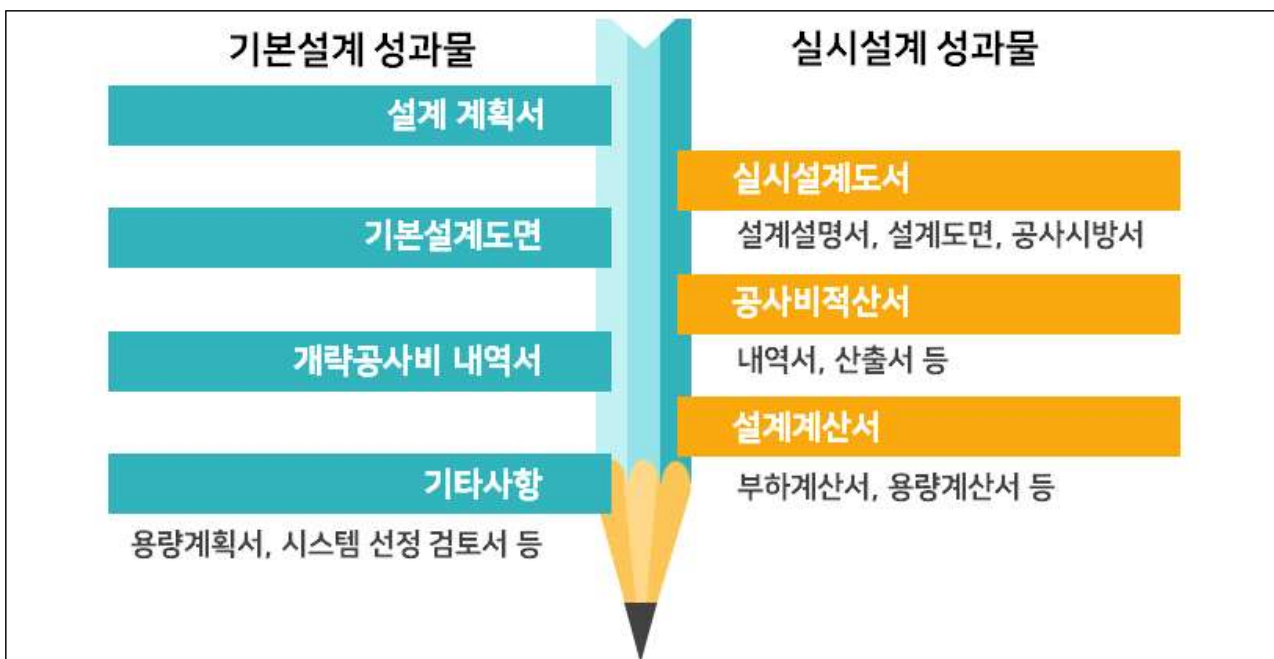 기본설계 성과물
설계 계획서
기본설계도면
개략공사비 내역서
기타사항
용량계획서, 시스템 선정 검토서 등
실시설계 성과물
실시설계도서
설계설명서, 설계도면, 공사시방서
공사비적산서
내역서, 산출서 등
설계계산서
부하계산서, 용량계산서 등